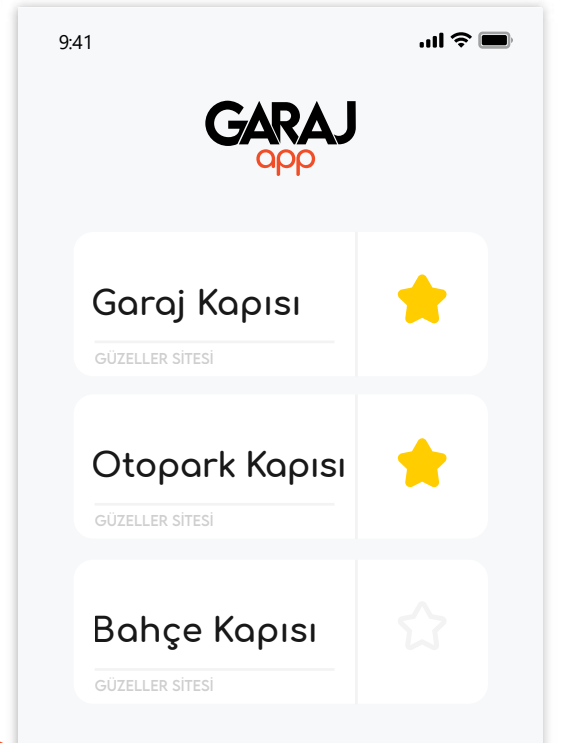 9:41
GARAJ
app
Garaj Kapısı
GÜZELLER SİTESİ
Otopark Kapısı
GÜZELLER SİTESİ
Bahçe Kapısı
GÜZELLER SİTESİ